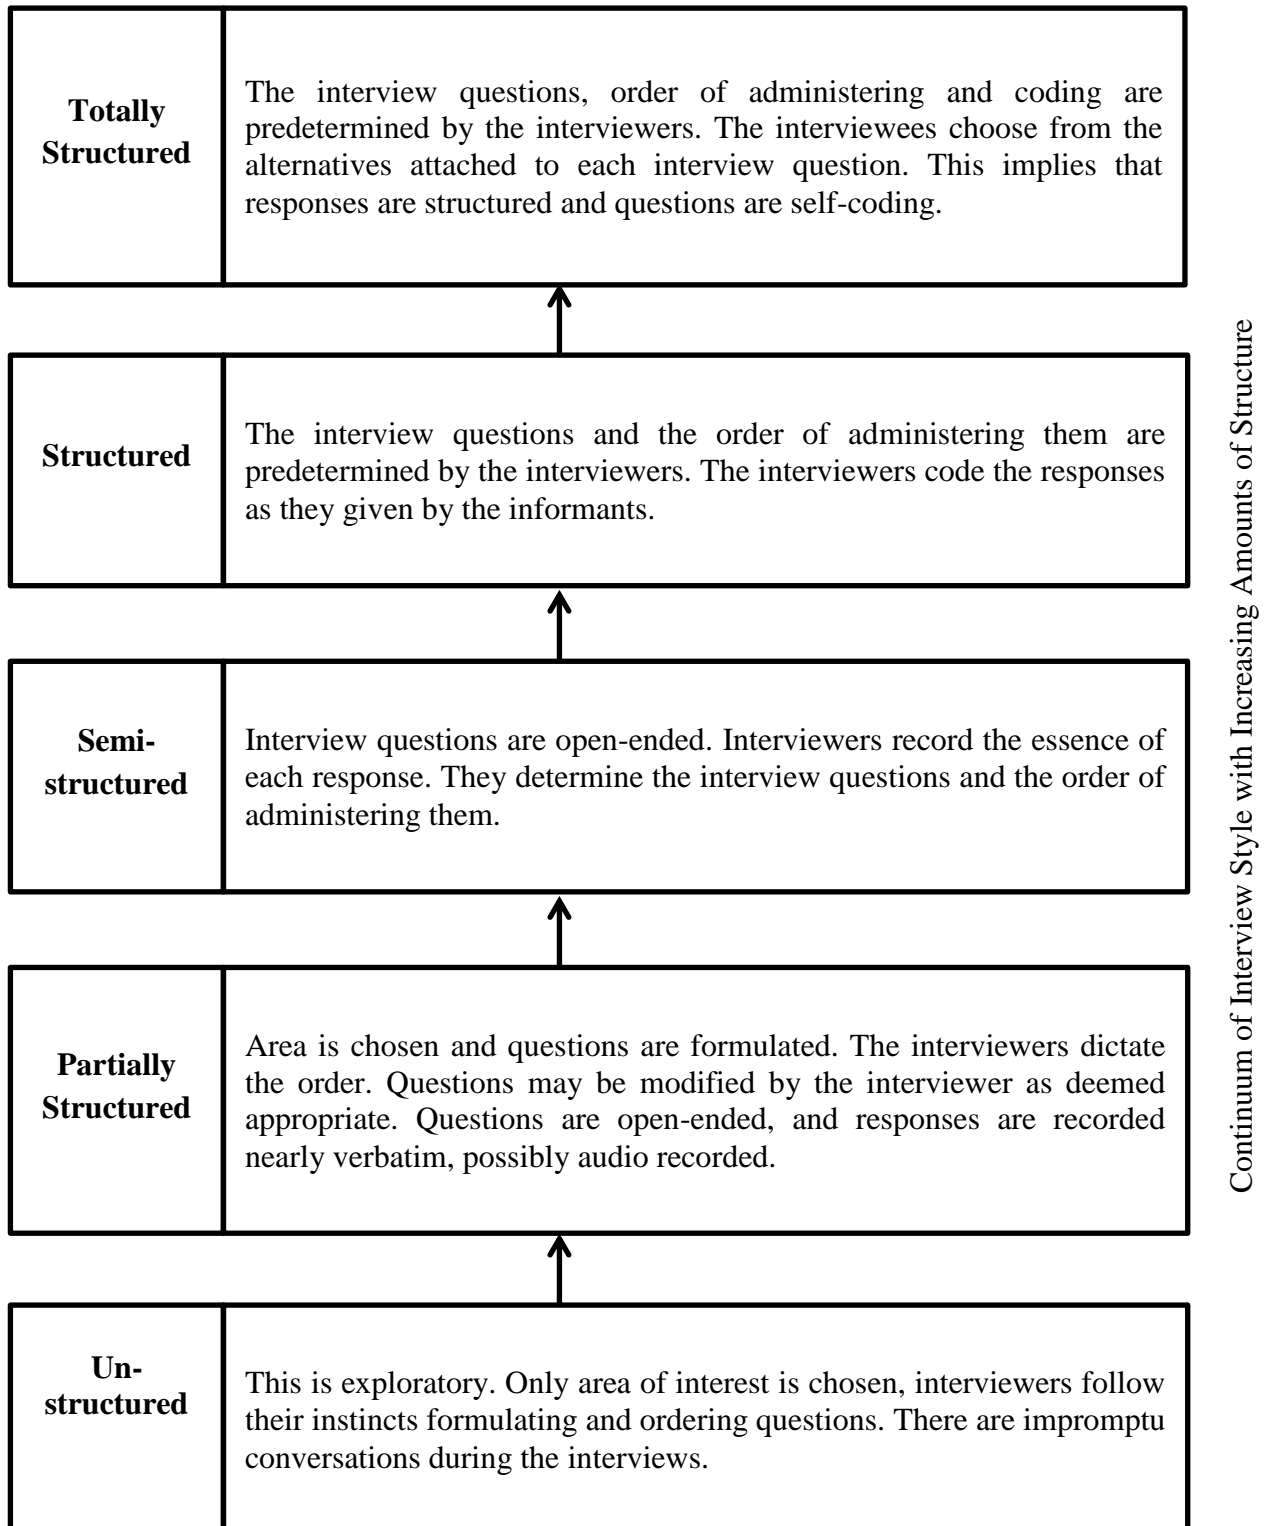 Totally
Structured
The interview questions, order of administering and coding are
predetermined by the interviewers. The interviewees choose from the
alternatives attached to each interview question. This implies that
responses are structured and questions are self-coding.
Structured
The interview questions and the order of administering them are
predetermined by the interviewers. The interviewers code the responses
as they given by the informants.
Semi-
structured
Interview questions are open-ended. Interviewers record the essence of
each response. They determine the interview questions and the order of
administering them.
Partially
Structured
Area is chosen and questions are formulated. The interviewers dictate
the order. Questions may be modified by the interviewer as deemed
appropriate. Questions are open-ended, and responses are recorded
nearly verbatim, possibly audio recorded.
Un-
structured
This is exploratory. Only area of interest is chosen, interviewers follow
their instincts formulating and ordering questions. There are impromptu
conversations during the interviews.
Continuum of Interview Style with Increasing Amounts of Structure